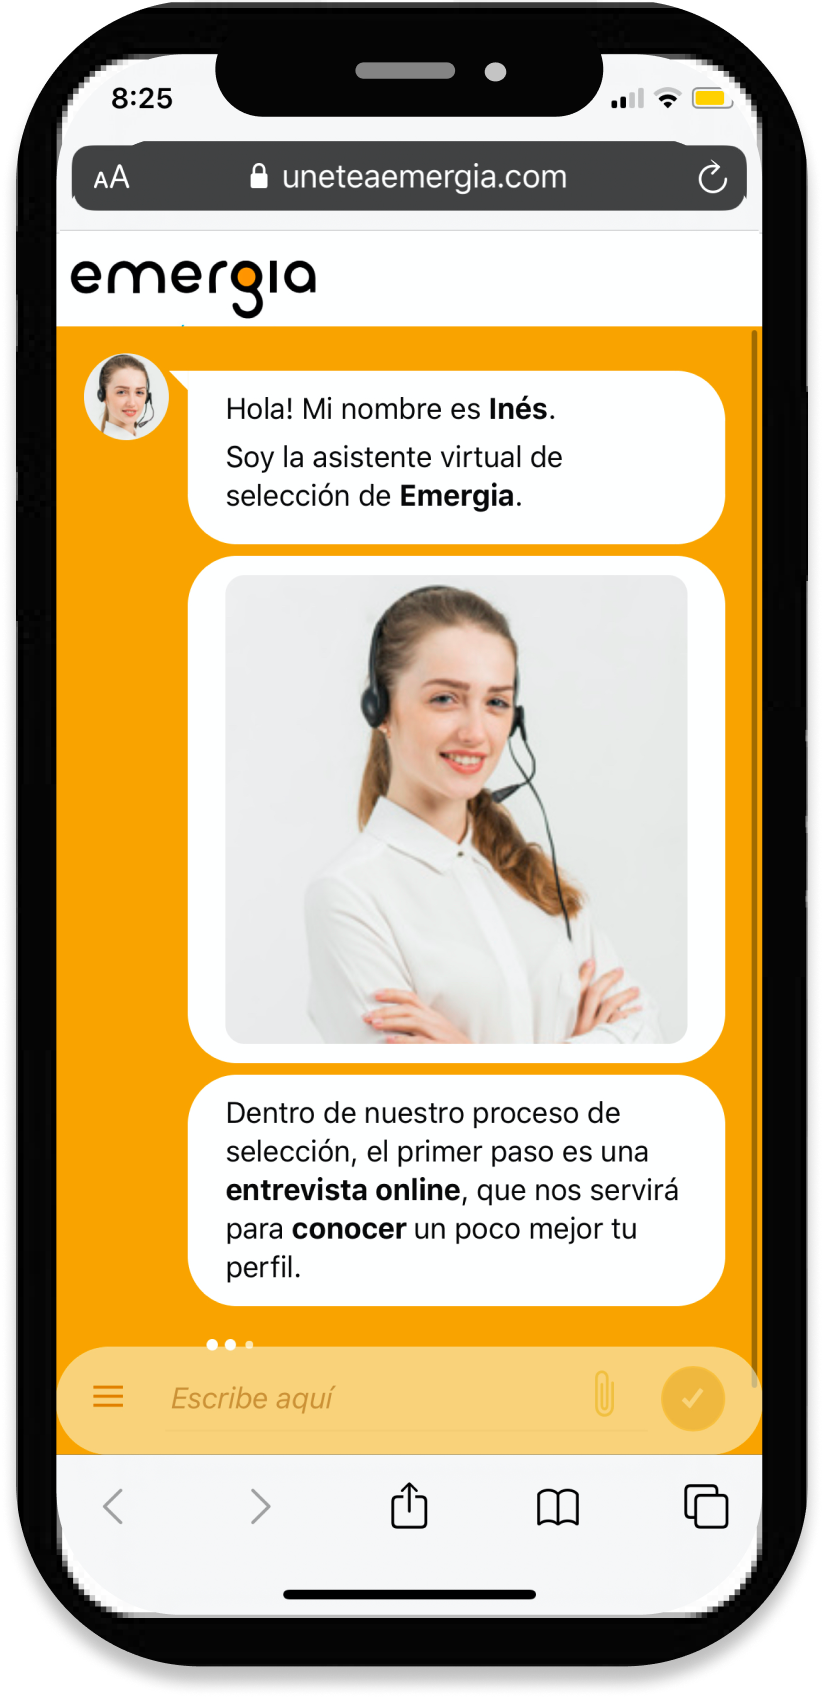 8:25
AA uneteaemergia.com
emergia
Hola! Mi nombre es Inés.
Soy la asistente virtual de
selección de Emergia.
Dentro de nuestro proceso de
selección, el primer paso es una
entrevista online, que nos servirá
para conocer un poco mejor tu
perfil.
Escribe aquí